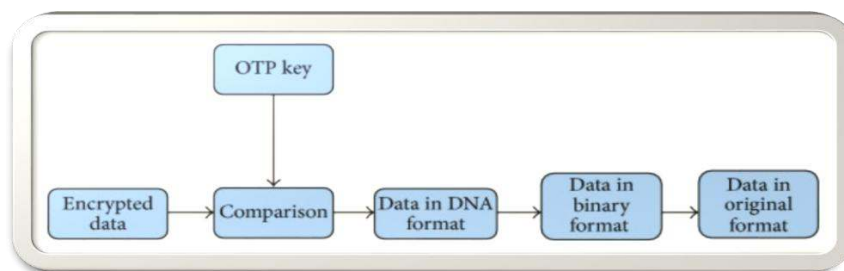 OTP key
Encrypted
data
Comparison
Data in DNA
format
Data in
binary
format
Data in
original
format